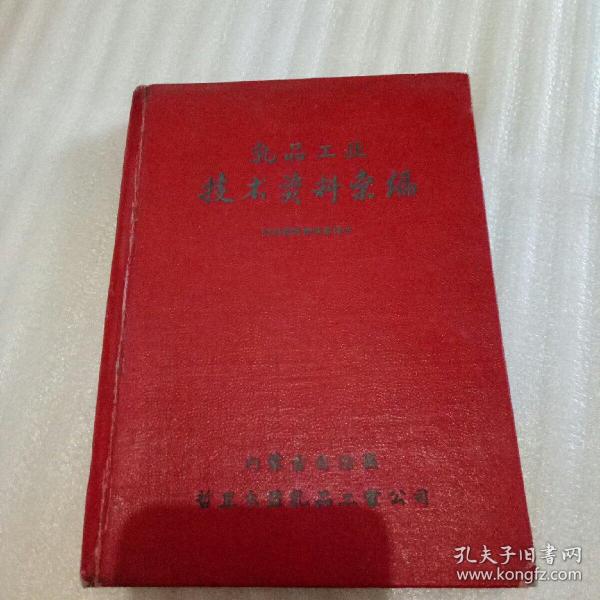 乳品工业
技术资料汇编
内蒙古自治区
哲里木盟乳品工业公司
孔夫子旧书网
www.kongfz.com